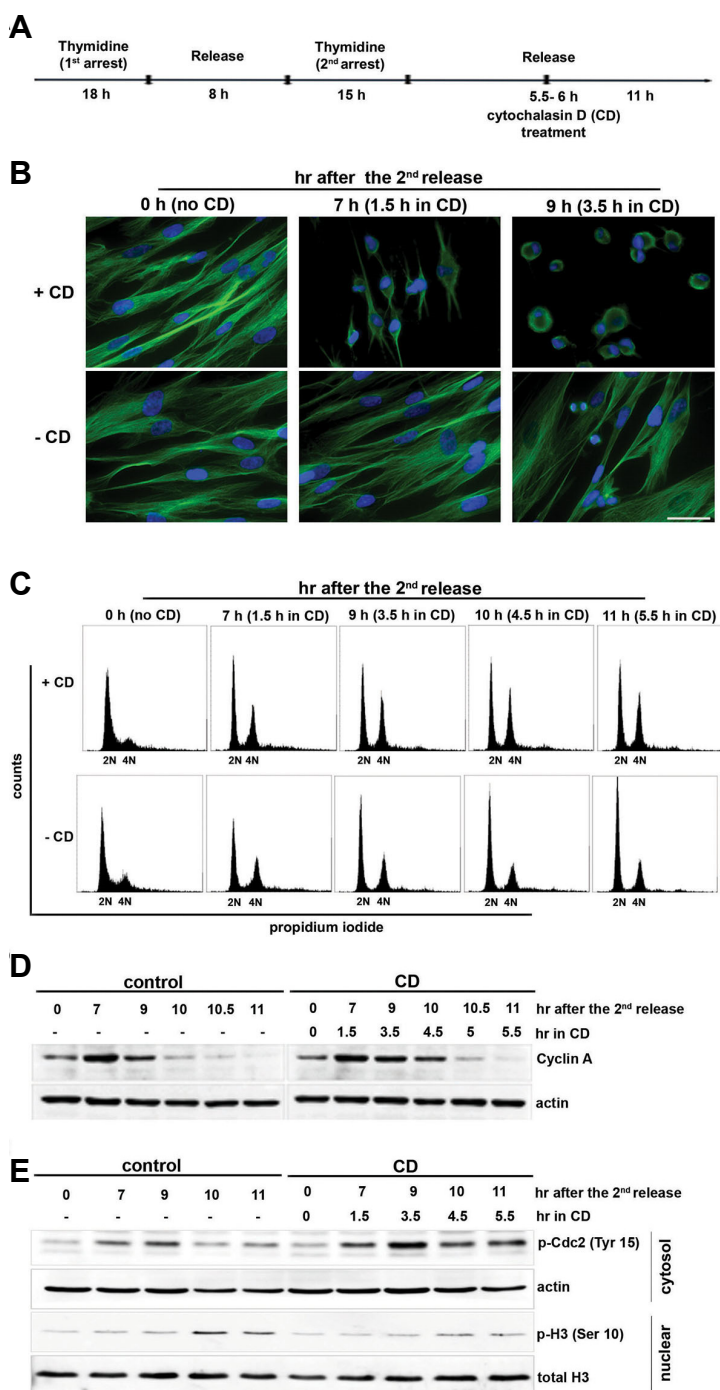 A
Thymidine
(1st arrest)
Release
Thymidine
(2nd arrest)
Release
18 h
8 h
15 h
5.5- 6 h
11 h
cytochalasin D (CD)
treatment
B
hr after the 2nd release
0 h (no CD)
7 h (1.5 h in CD)
9 h (3.5 h in CD)
+ CD
- CD
C
hr after the 2nd release
0 h (no CD)
7 h (1.5 h in CD)
9 h (3.5 h in CD)
10 h (4.5 h in CD)
11 h (5.5 h in CD)
+ CD
2N 4N
2N 4N
2N 4N
2N 4N
2N 4N
counts
- CD
2N 4N
2N 4N
2N 4N
2N 4N
2N 4N
propidium iodide
D
control
CD
0 7 9 10 10.5 11 0 7 9 10 10.5 11 hr after the 2nd release
- - - - - - 0 1.5 3.5 4.5 5 5.5 hr in CD
Cyclin A
actin
E
control
CD
0 7 9 10 11 0 7 9 10 11 hr after the 2nd release
- - - - - 0 1.5 3.5 4.5 5.5 hr in CD
p-Cdc2 (Tyr 15)
actin
cytosol
p-H3 (Ser 10)
total H3
nuclear